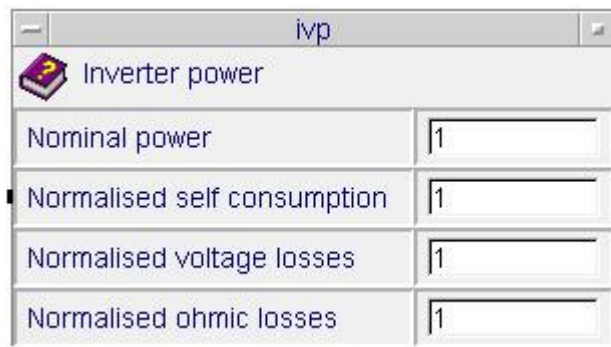 ivp
Inverter power
Nominal power 1
Normalised self consumption 1
Normalised voltage losses 1
Normalised ohmic losses 1